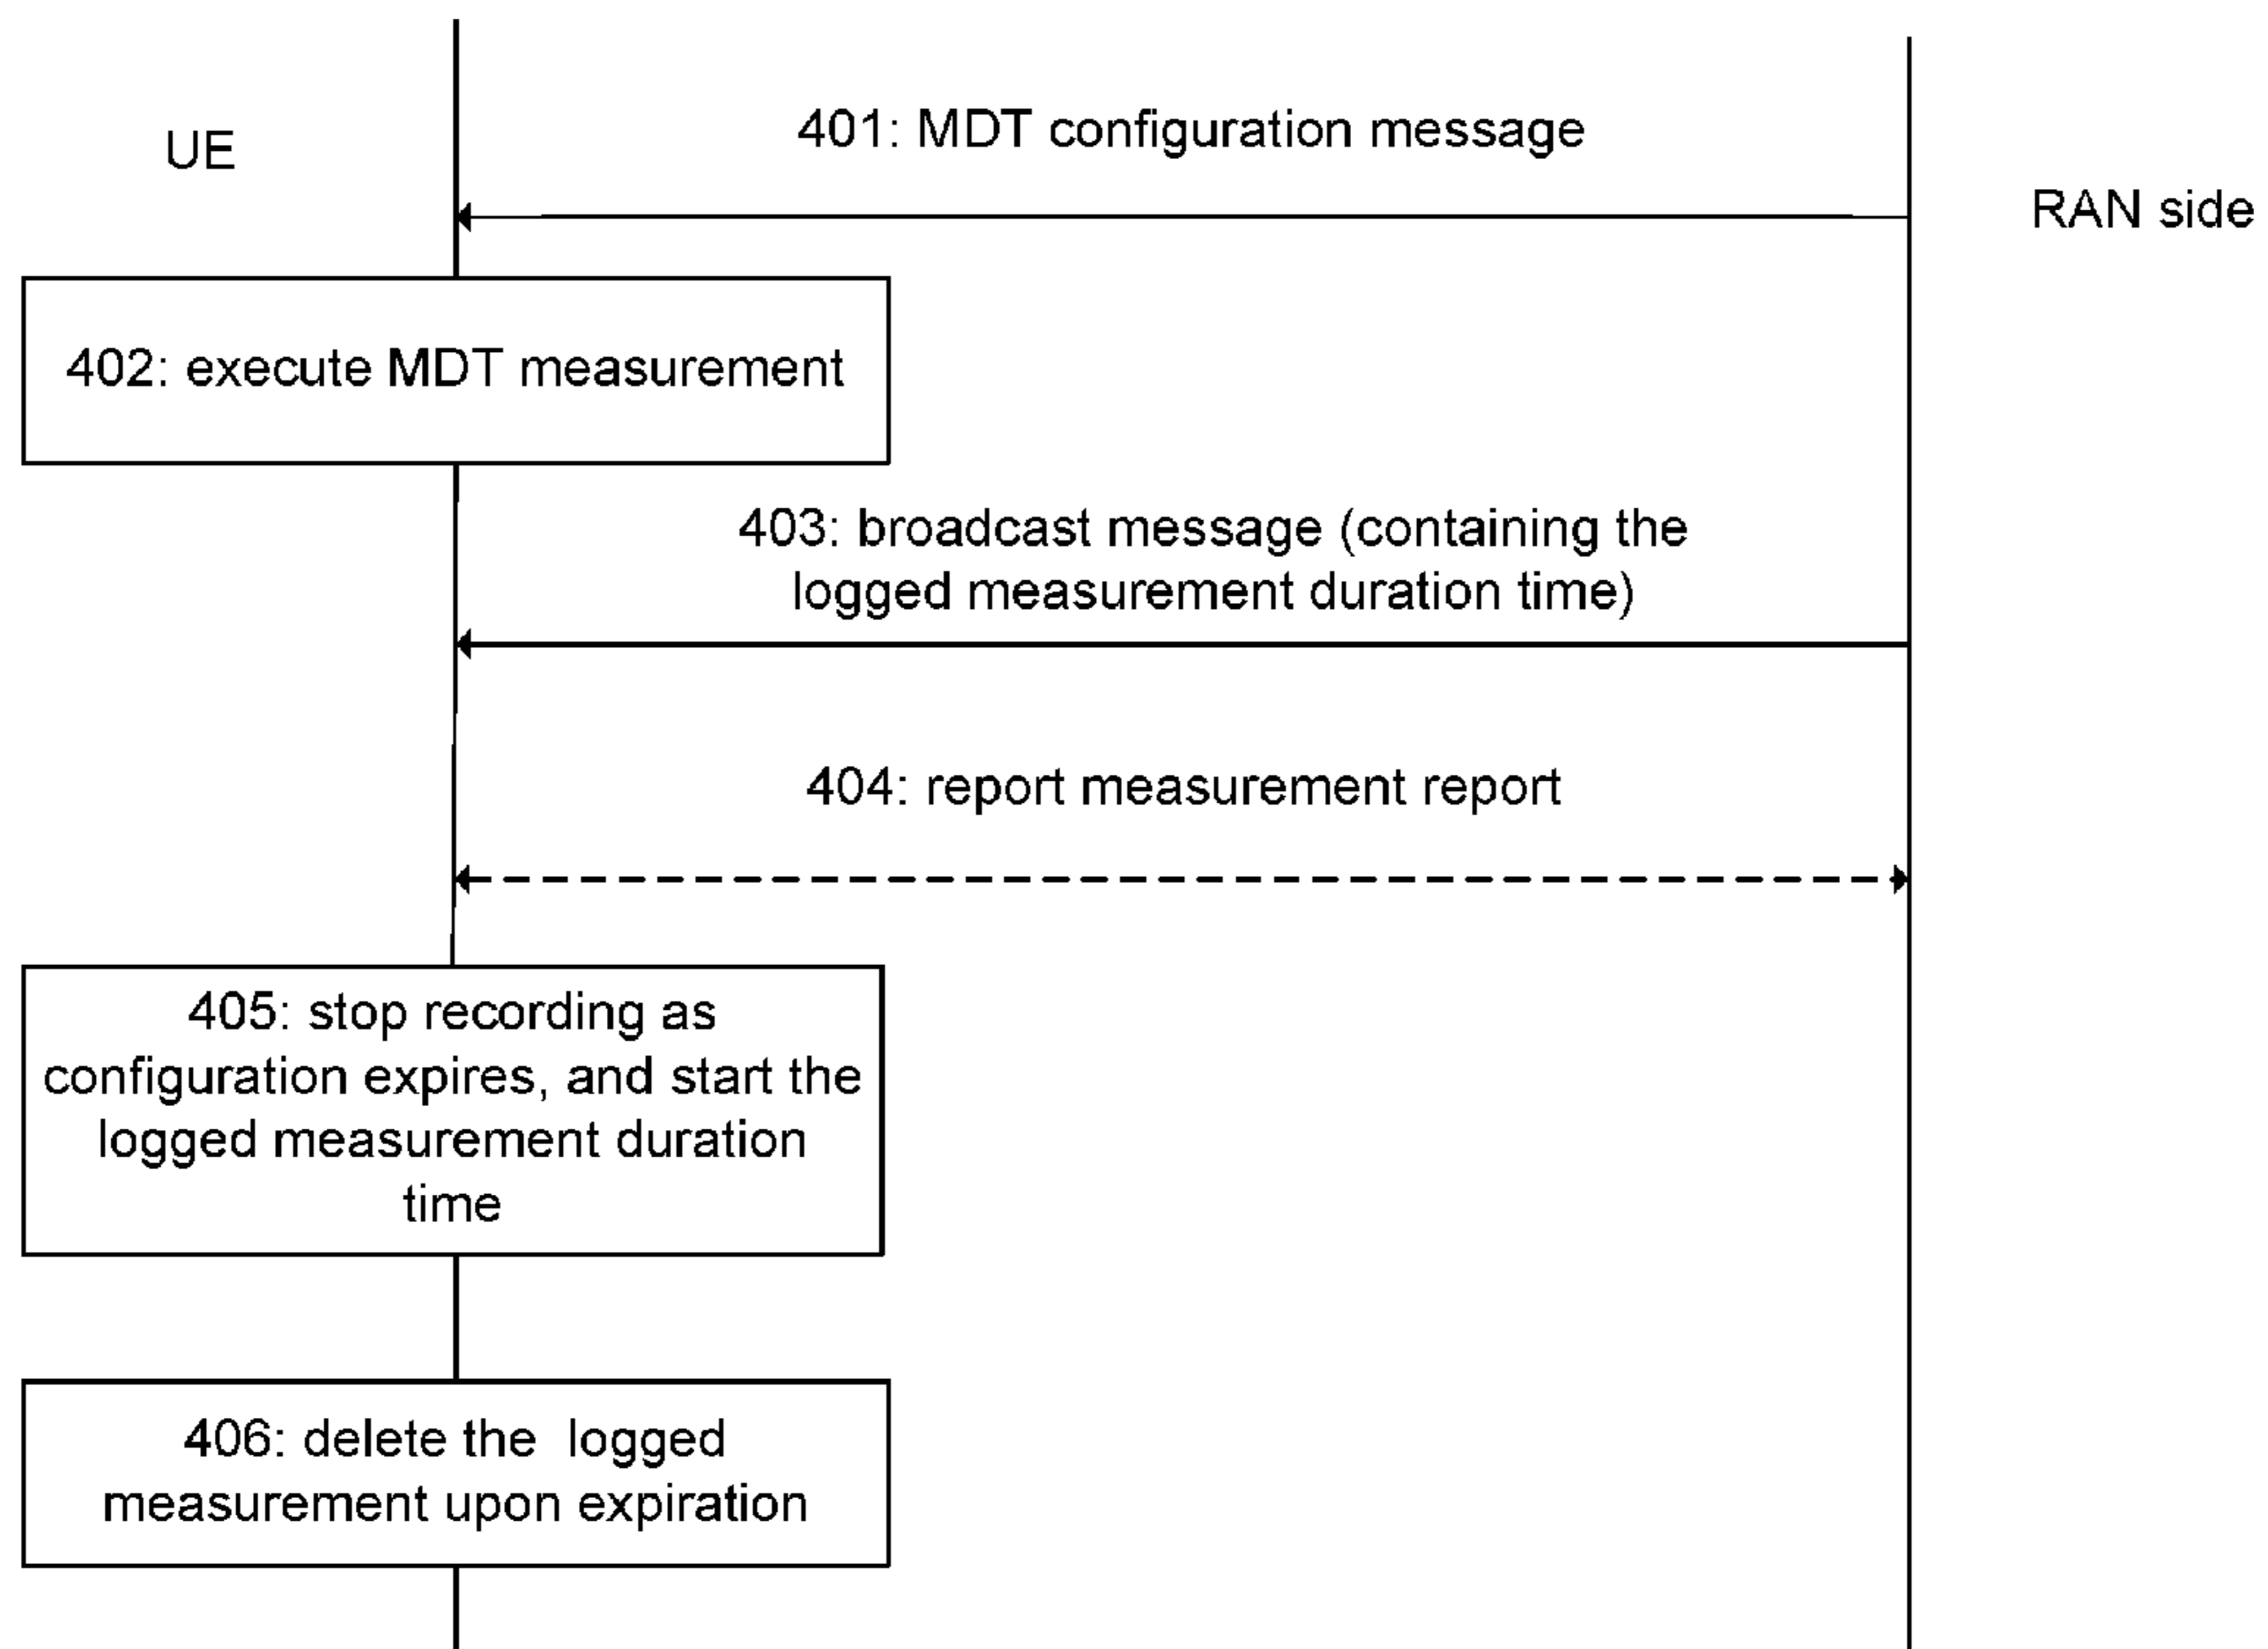 UE
401: MDT configuration message
RAN side
402: execute MDT measurement
403: broadcast message (containing the
logged measurement duration time)
404: report measurement report
405: stop recording as
configuration expires, and start the
logged measurement duration
time
406: delete the logged
measurement upon expiration